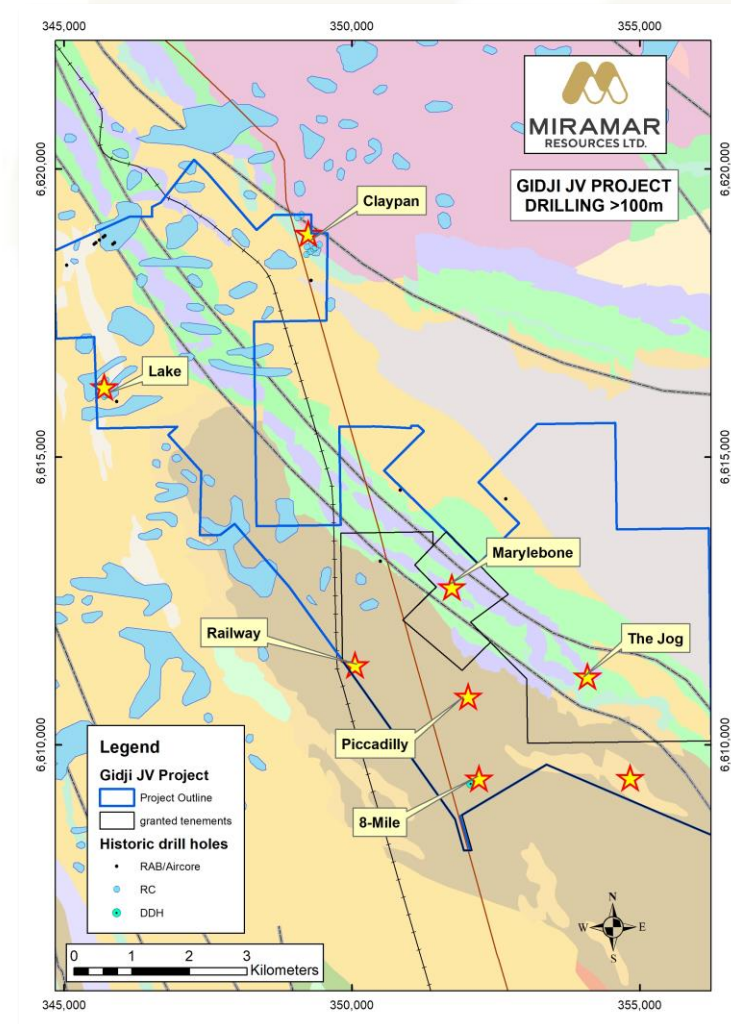 345,000
350,000
355,000
MIRAMAR
RESOURCES LTD.
GIDJI JV PROJECT
DRILLING >100m
6,620,000
6,620,000
Claypan
Lake
6,615,000
6,615,000
Marylebone
Railway
The Jog
Piccadilly
6,610,000
6,610,000
8-Mile
Legend
Gidji JV Project
Project Outline
granted tenements
Historic drill holes
RAB/Aircore
RC
DDH
N
W
E
S
0
1
2
3
Kilometers
345,000
350,000
355,000